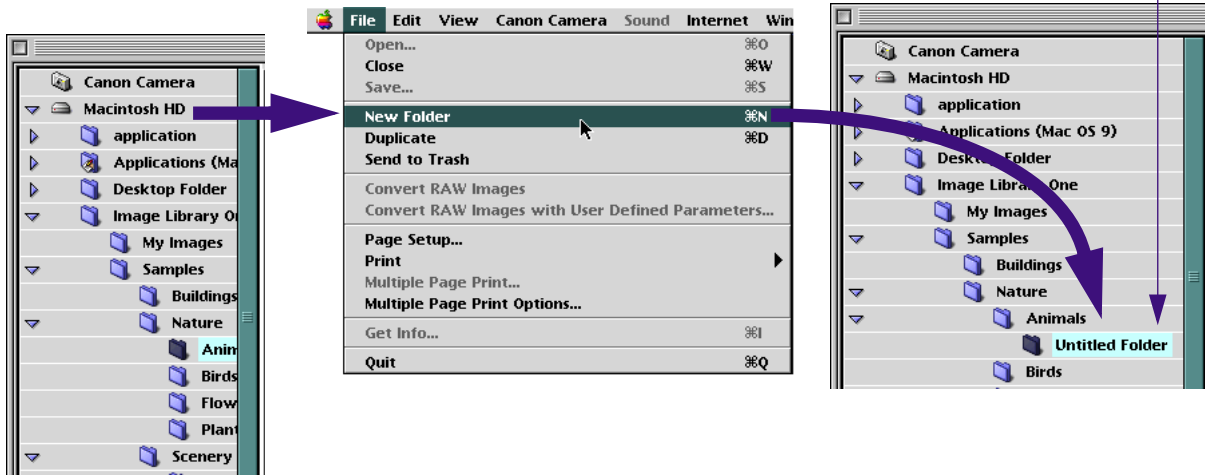 Canon Camera
Macintosh HD
application
Applications (Ma
Desktop Folder
Image Library On
My Images
Samples
Buildings
Nature
Anim
Birds
Flow
Plant
Scenery
File Edit View Canon Camera Sound Internet Win
Open... ⌘O
Close ⌘W
Save... ⌘S
New Folder ⌘N
Duplicate ⌘D
Send to Trash
Convert RAW Images
Convert RAW Images with User Defined Parameters...
Page Setup...
Print
Multiple Page Print...
Multiple Page Print Options...
Get Info... ⌘I
Quit ⌘Q
Canon Camera
Macintosh HD
application
Applications (Mac OS 9)
Desktop Folder
Image Library One
My Images
Samples
Buildings
Nature
Animals
Untitled Folder
Birds